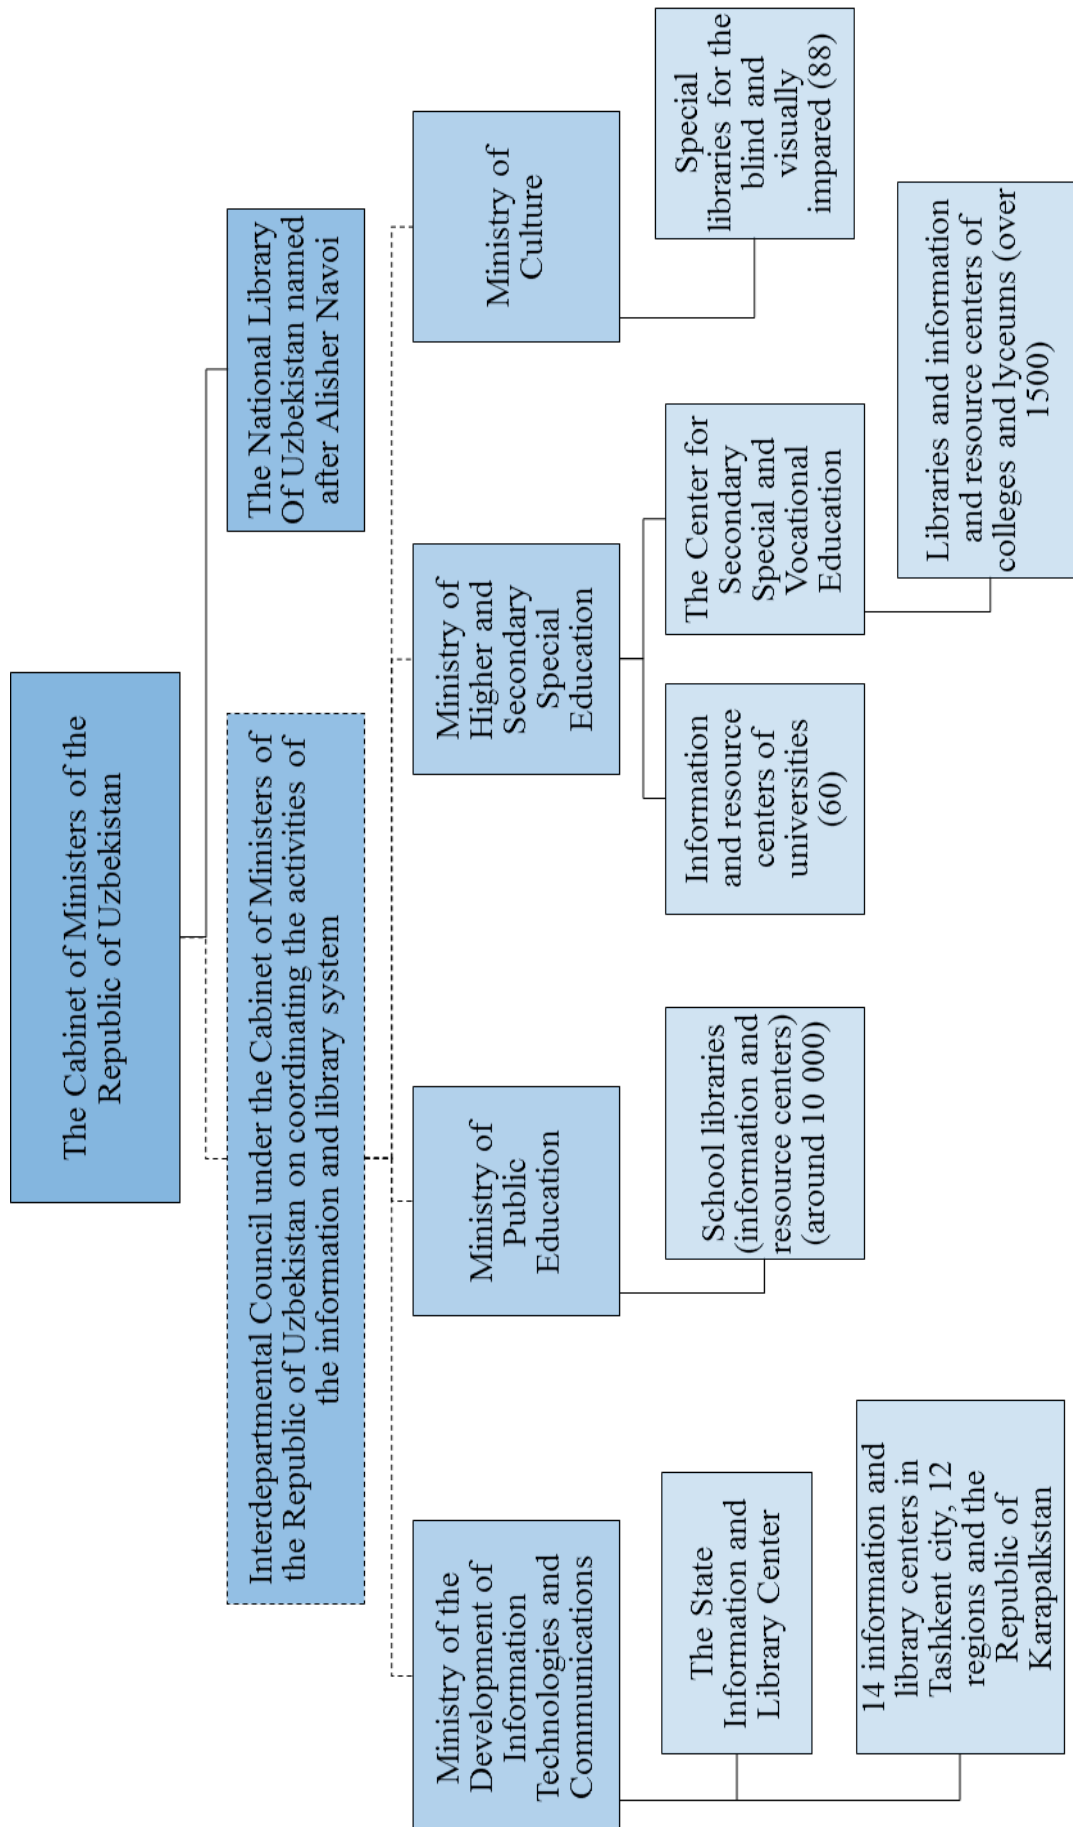 The Cabinet of Ministers of the
Republic of Uzbekistan
Interdepartmental Council under the Cabinet of Ministers of
the Republic of Uzbekistan on coordinating the activities of
the information and library system
The National Library
Of Uzbekistan named
after Alisher Navoi
Ministry of the
Development of
Information
Technologies and
Communications
Ministry of
Public
Education
Ministry of
Higher and
Secondary
Special
Education
Ministry of
Culture
The State
Information and
Library Center
14 information and
library centers in
Tashkent city, 12
regions and the
Republic of
Karapalkstan
School libraries
(information and
resource centers)
(around 10 000)
Information
and resource
centers of
universities
(60)
The Center for
Secondary
Special and
Vocational
Education
Libraries and information
and resource centers of
colleges and lyceums (over
1500)
Special
libraries for the
blind and
visually
impared (88)